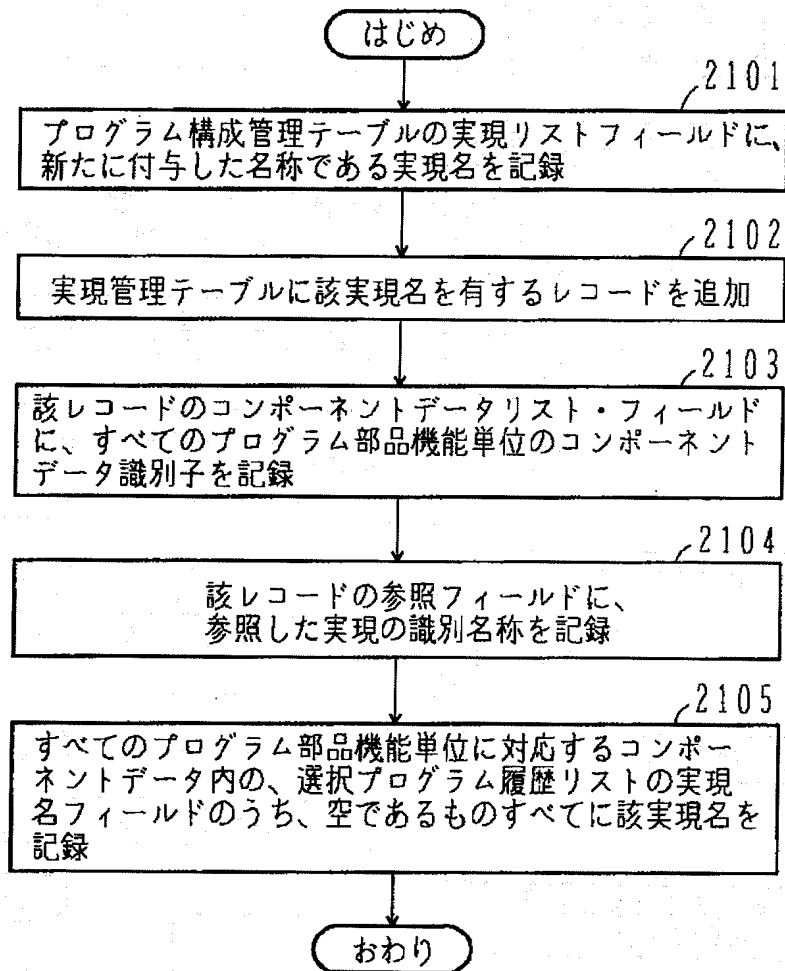 はじめ
2101
プログラム構成管理テーブルの実現リストフィールドに、
新たに付与した名称である実現名を記録
2102
実現管理テーブルに該実現名を有するレコードを追加
2103
該レコードのコンポーネントデータリスト・フィールド
に、すべてのプログラム部品機能単位のコンポーネント
データ識別子を記録
2104
該レコードの参照フィールドに、
参照した実現の識別名称を記録
2105
すべてのプログラム部品機能単位に対応するコンポー
ネントデータ内の、選択プログラム履歴リストの実現
名フィールドのうち、空であるものすべてに該実現名を
記録
おわり